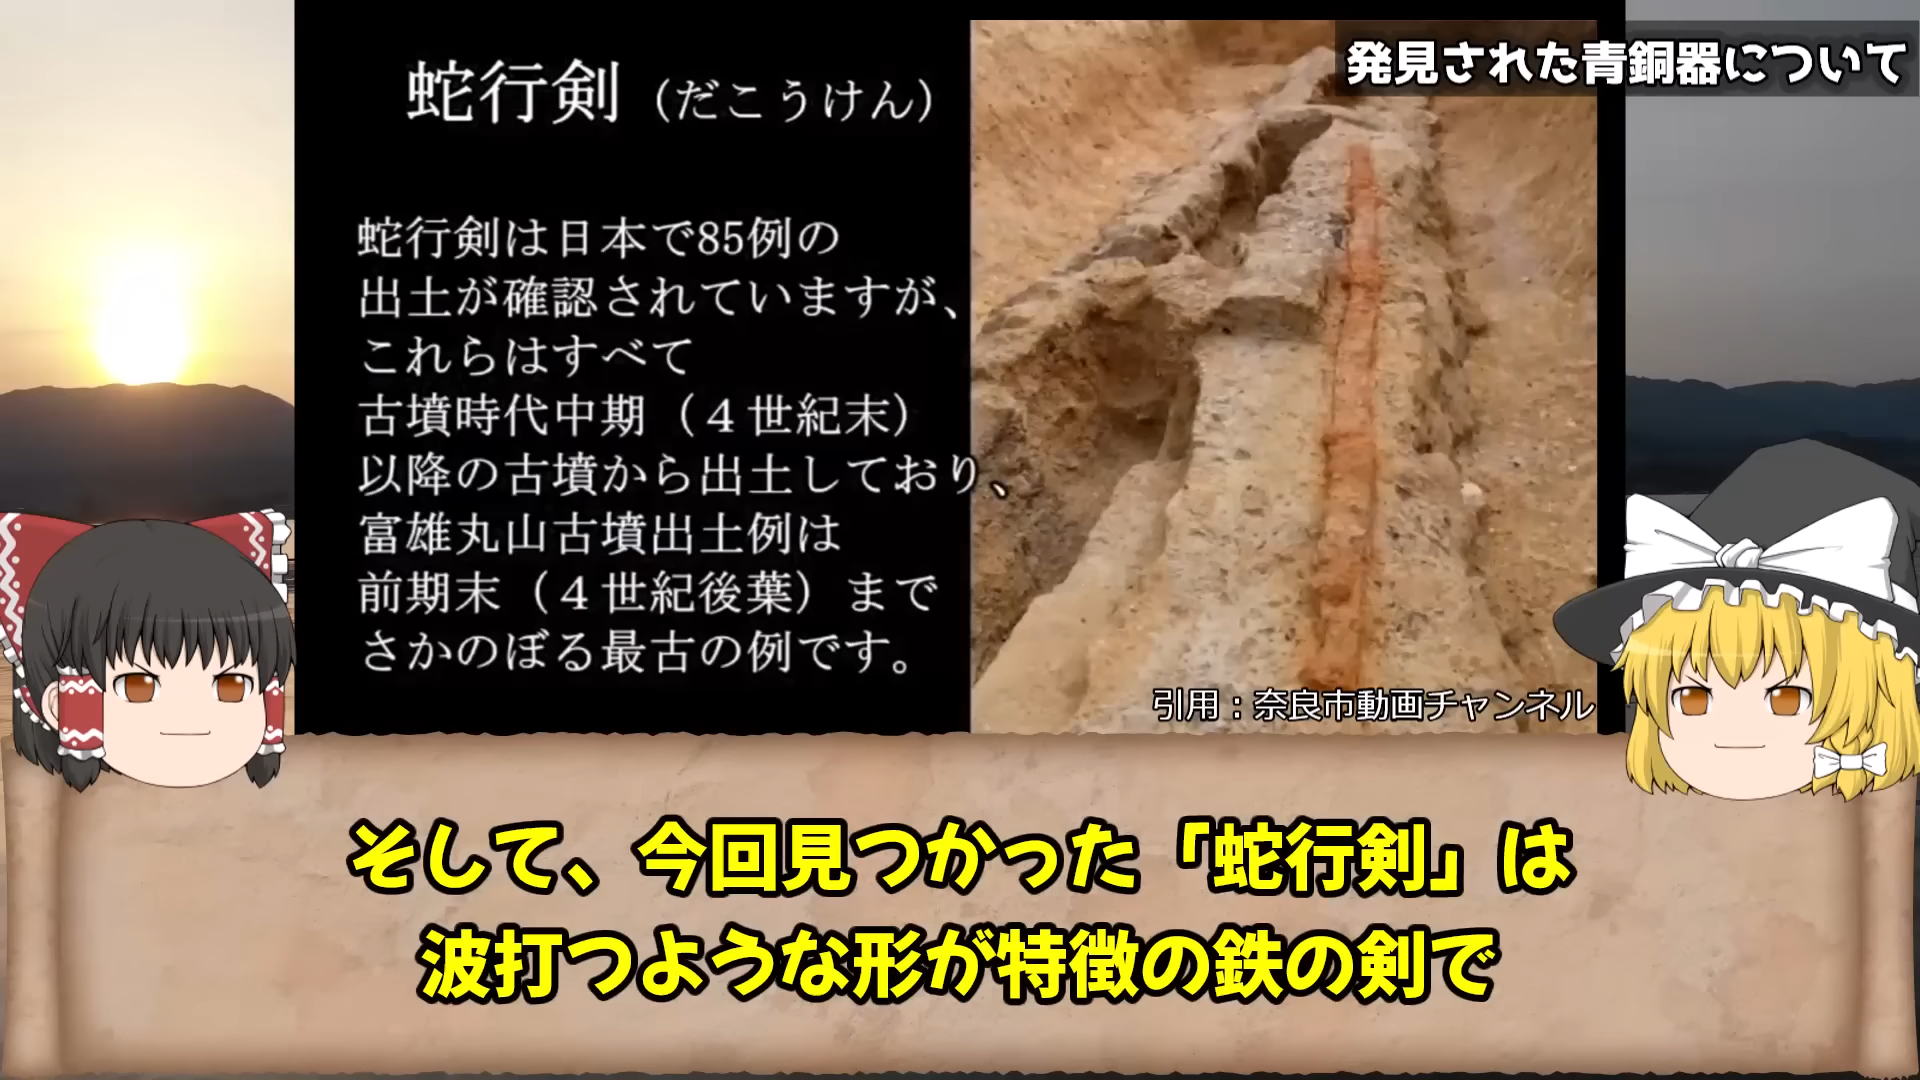 発見された青銅器について
蛇行剣（だこうけん）
蛇行剣は日本で85例の
出土が確認されていますが、
これらはすべて
古墳時代中期（４世紀末）
以降の古墳から出土しており、
富雄丸山古墳出土例は
前期末（４世紀後葉）まで
さかのぼる最古の例です。
引用：奈良市動画チャンネル
そして、今回見つかった「蛇行剣」は
波打つような形が特徴の鉄の剣で